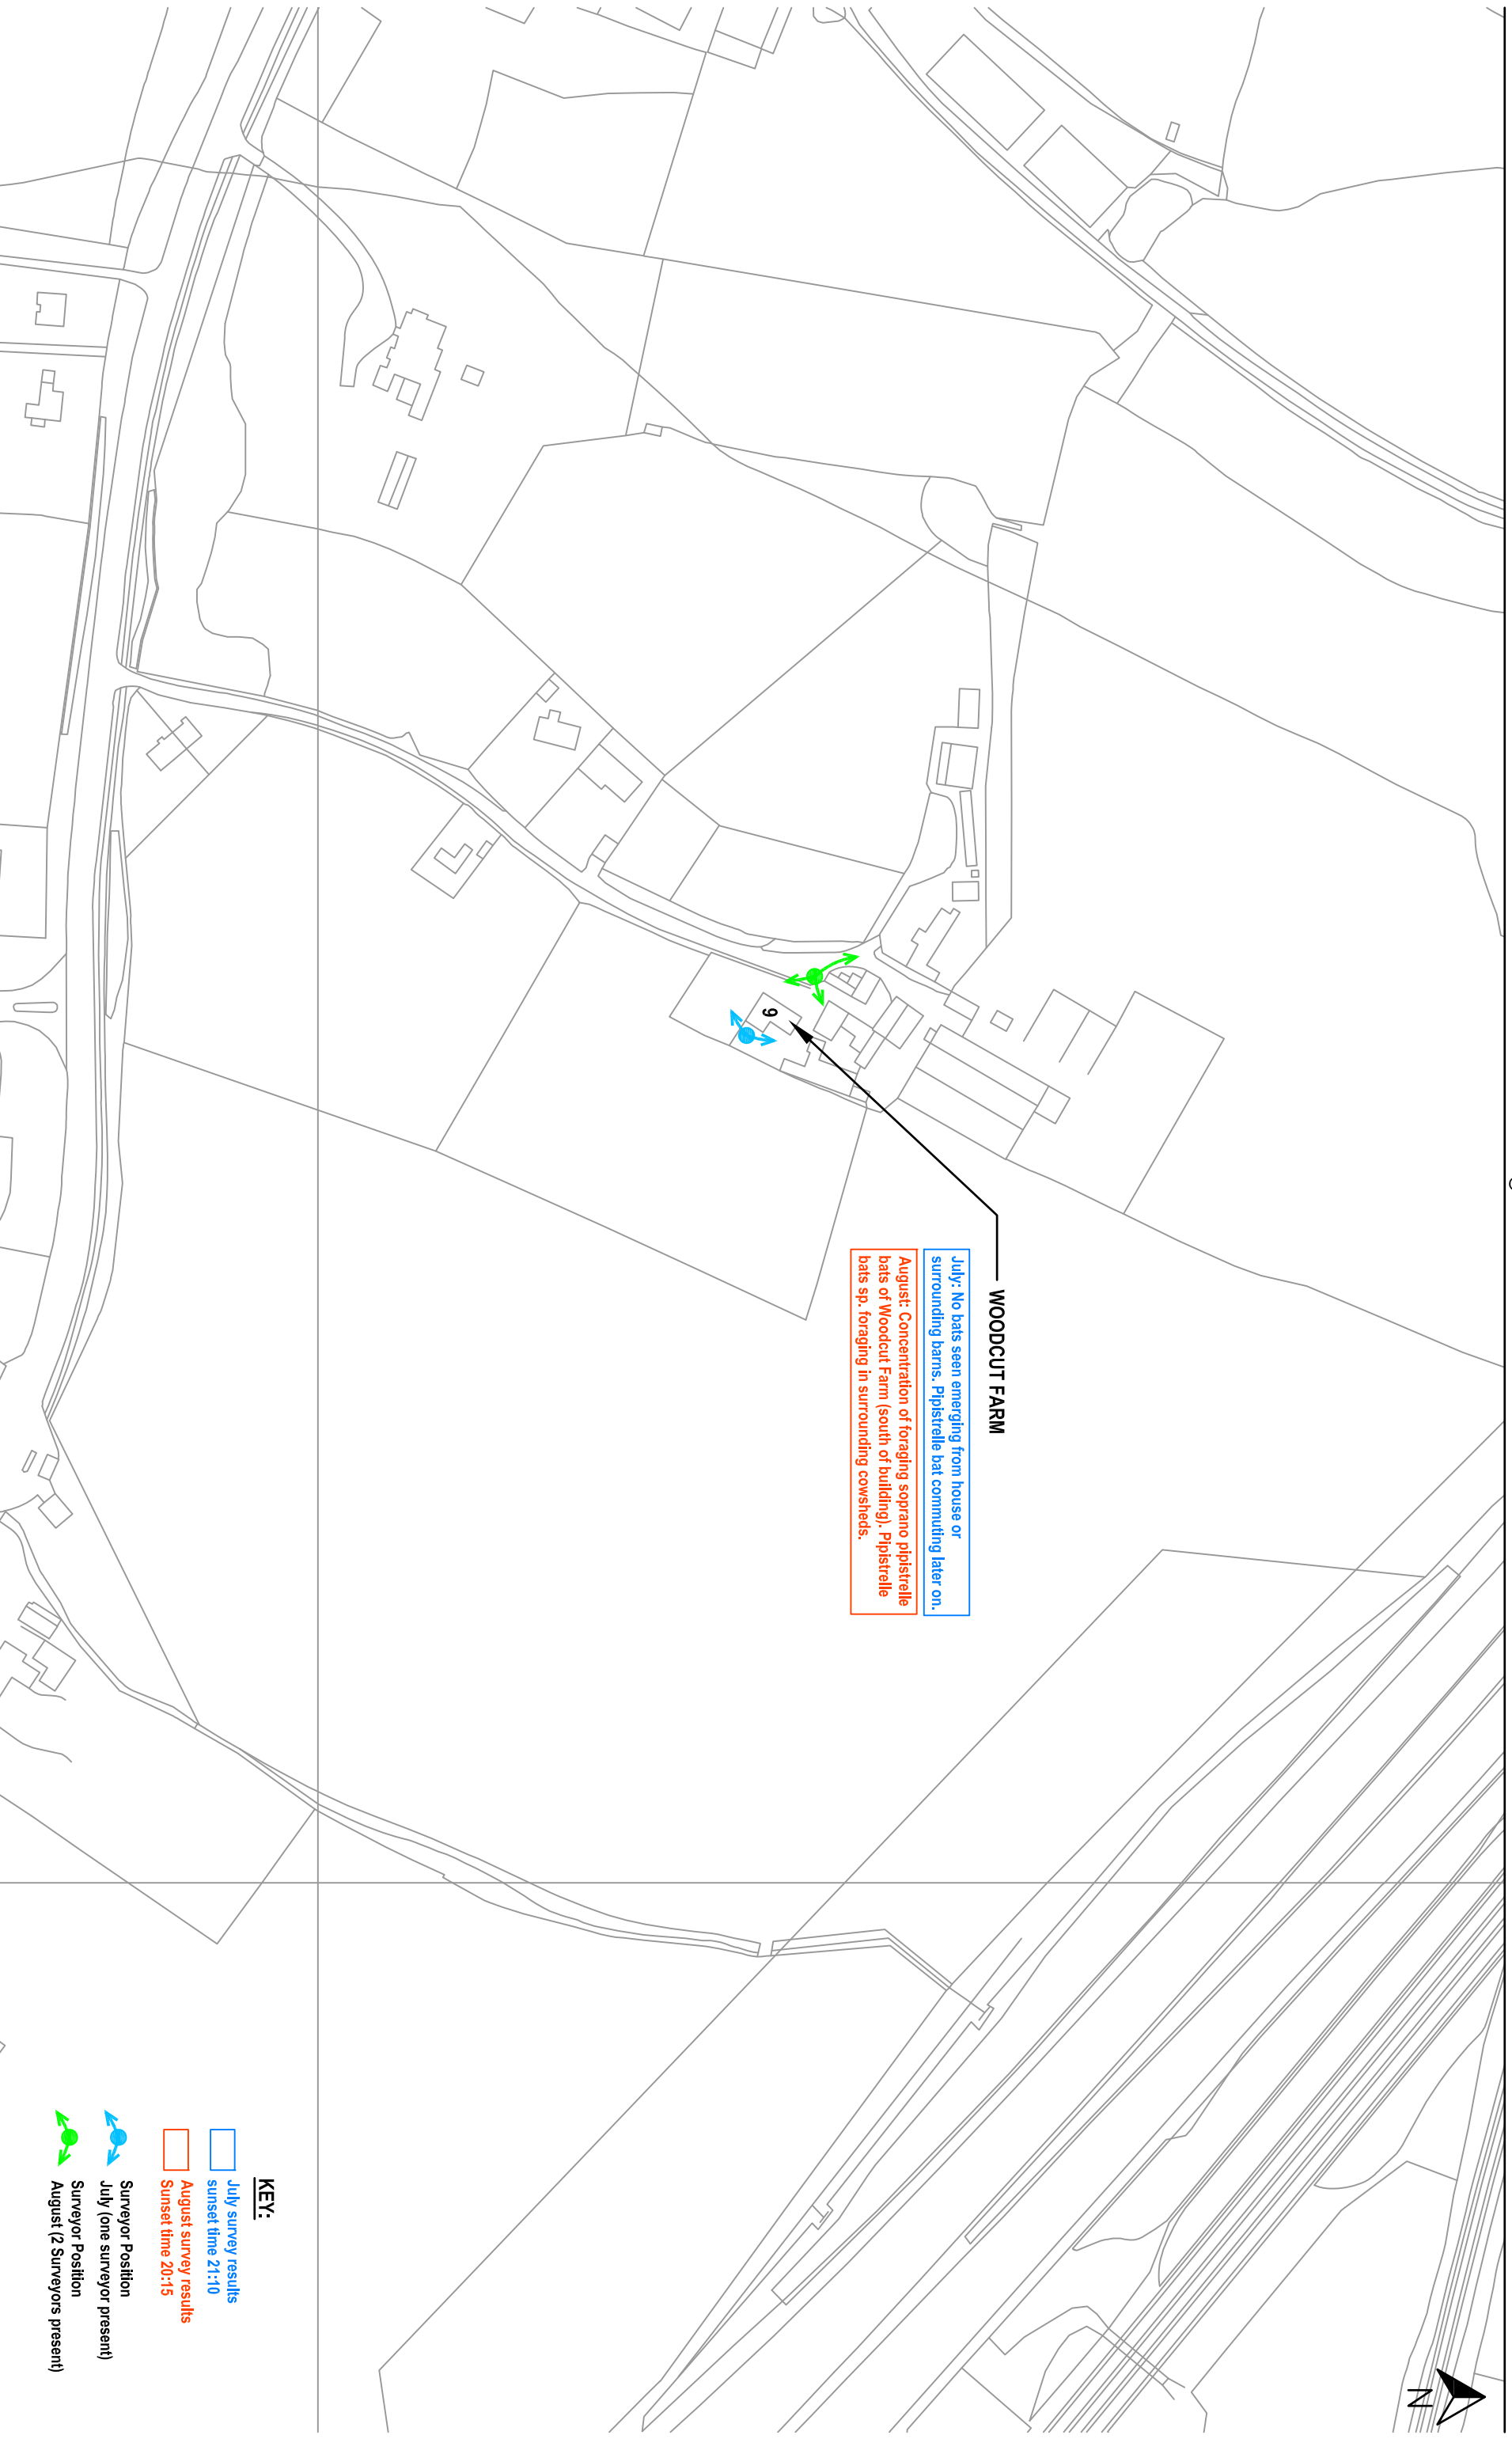 WOODCUT FARM
July: No bats seen emerging from house or
surrounding barns. Pipistrelle bat commuting later on.
August: Concentration of foraging soprano pipistrelle
bats of Woodcut Farm (south of building). Pipistrelle
bats sp. foraging in surrounding cowsheds.
9
N
KEY:
July survey results
sunset time 21:10
August survey results
Sunset time 20:15
Surveyor Position
July (one surveyor present)
Surveyor Position
August (2 Surveyors present)